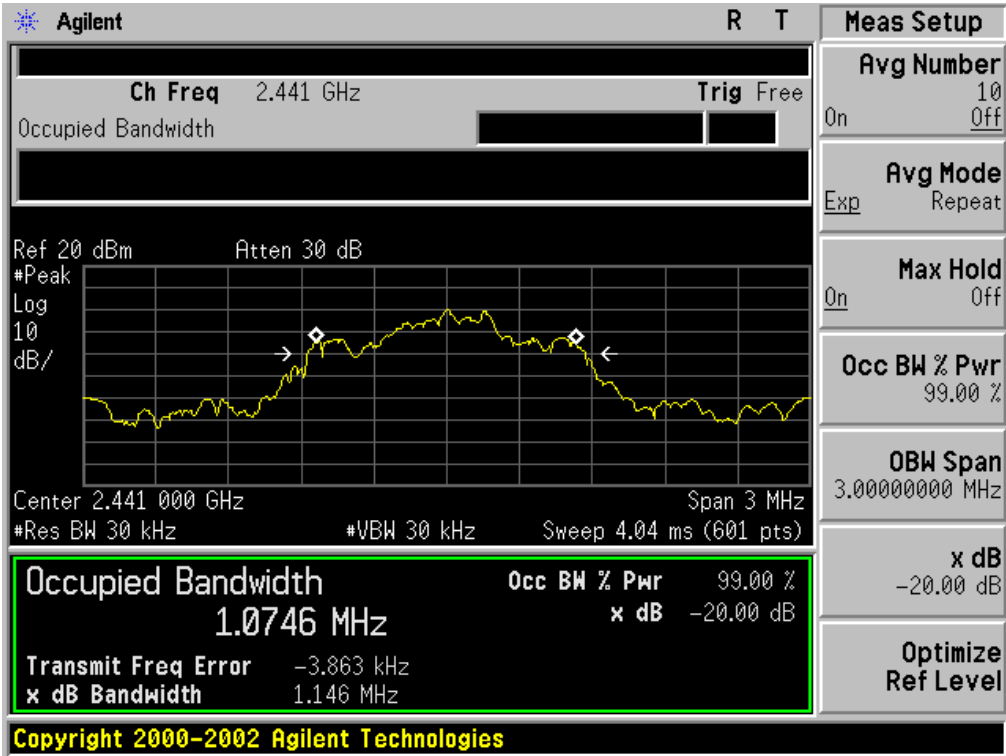 Agilent R T
Ch Freq 2.441 GHz Trig Free
Occupied Bandwidth
Ref 20 dBm Atten 30 dB
#Peak
Log
10
dB/
Center 2.441 000 GHz Span 3 MHz
#Res BW 30 kHz #VBW 30 kHz Sweep 4.04 ms (601 pts)
Occupied Bandwidth
1.0746 MHz
Occ BW % Pwr 99.00 %
x dB -20.00 dB
Transmit Freq Error -3.863 kHz
x dB Bandwidth 1.146 MHz
Copyright 2000-2002 Agilent Technologies
Meas Setup
Avg Number
10
On Off
Avg Mode
Exp Repeat
Max Hold
On Off
Occ BW % Pwr
99.00 %
OBW Span
3.00000000 MHz
x dB
-20.00 dB
Optimize
Ref Level